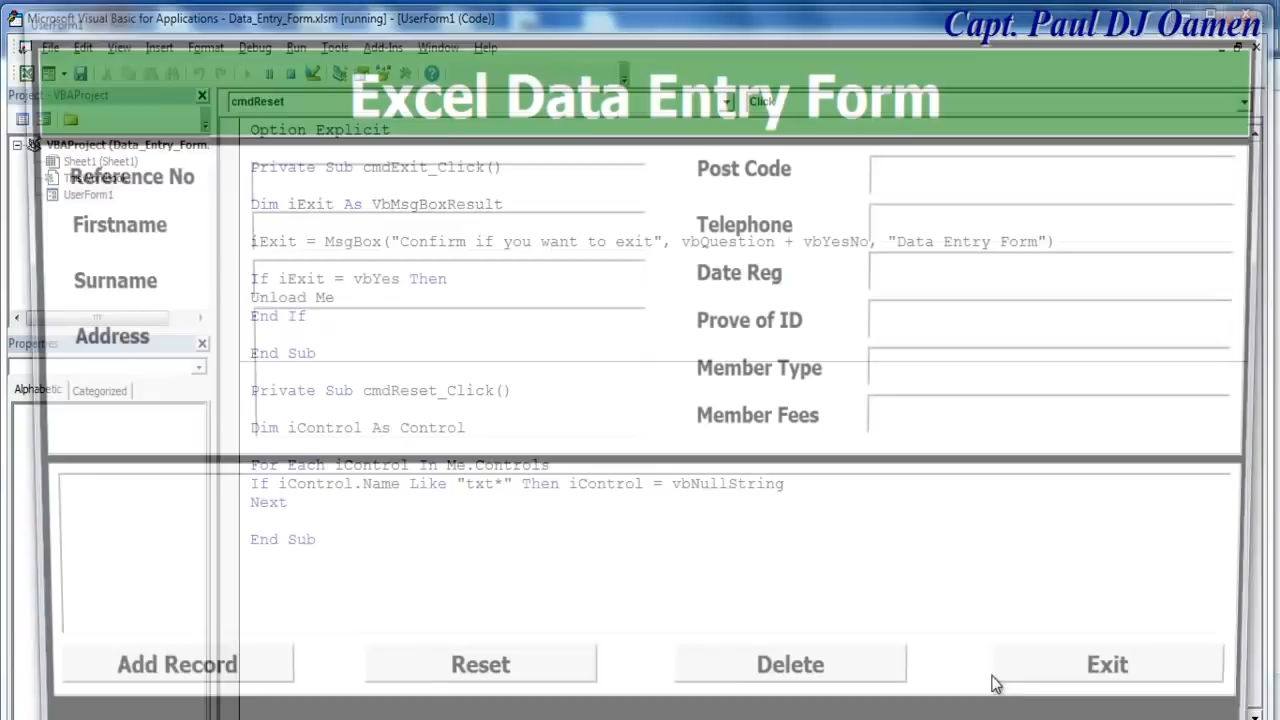 Microsoft Visual Basic for Applications - Data_Entry_Form.xlsm [running] - [UserForm1 (Code)]
UserForm1
Capt. Paul DJ Oamen
File Edit View Insert Format Debug Run Tools Add-Ins Window Help
Excel Data Entry Form
Project - VBAProject
cmdReset
Click
VBAProject (Data_Entry_Form.
Sheet1 (Sheet1)
UserForm1
Reference No
Firstname
Surname
Address
Post Code
Telephone
Date Reg
Prove of ID
Member Type
Member Fees
Properties
Alphabetic
Categorized
Option Explicit
Private Sub cmdExit_Click()
Dim iExit As VbMsgBoxResult
iExit = MsgBox("Confirm if you want to exit", vbQuestion + vbYesNo, "Data Entry Form")
If iExit = vbYes Then
Unload Me
End If
End Sub
Private Sub cmdReset_Click()
Dim iControl As Control
For Each iControl In Me.Controls
If iControl.Name Like "txt*" Then iControl = vbNullString
Next
End Sub
Add Record
Reset
Delete
Exit